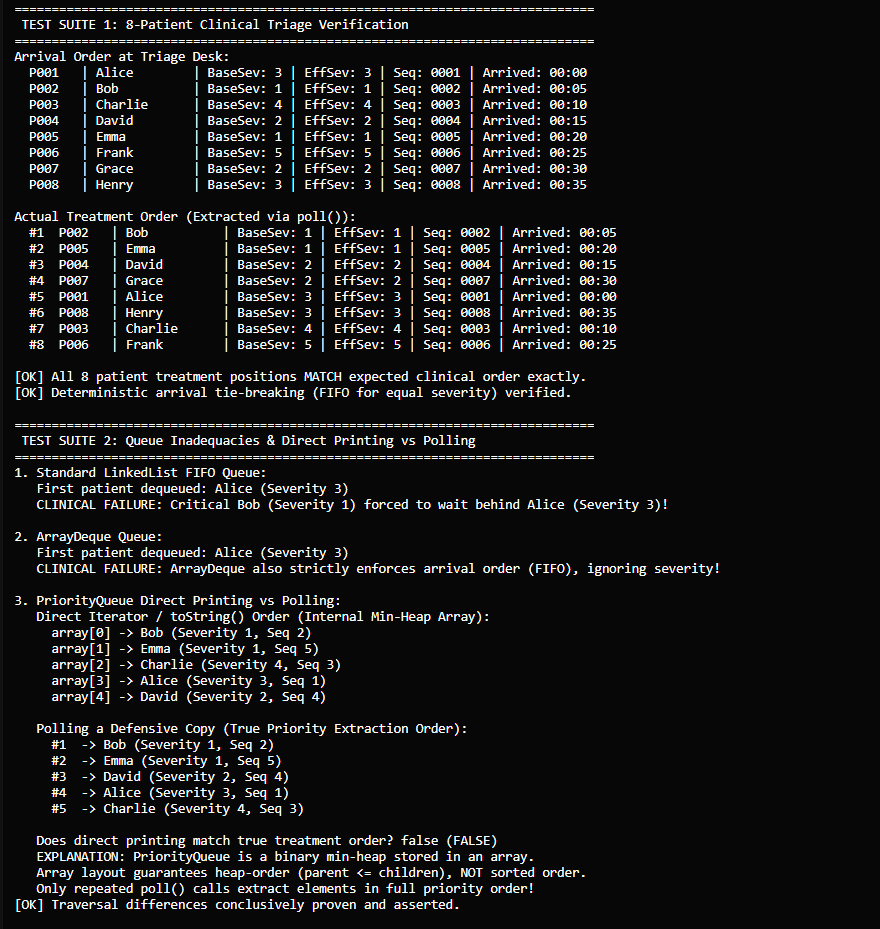 ==============================================================================
TEST SUITE 1: 8-Patient Clinical Triage Verification
==============================================================================
Arrival Order at Triage Desk:
  P001   | Alice        | BaseSev: 3 | EffSev: 3 | Seq: 0001 | Arrived: 00:00
  P002   | Bob          | BaseSev: 1 | EffSev: 1 | Seq: 0002 | Arrived: 00:05
  P003   | Charlie      | BaseSev: 4 | EffSev: 4 | Seq: 0003 | Arrived: 00:10
  P004   | David        | BaseSev: 2 | EffSev: 2 | Seq: 0004 | Arrived: 00:15
  P005   | Emma         | BaseSev: 1 | EffSev: 1 | Seq: 0005 | Arrived: 00:20
  P006   | Frank        | BaseSev: 5 | EffSev: 5 | Seq: 0006 | Arrived: 00:25
  P007   | Grace        | BaseSev: 2 | EffSev: 2 | Seq: 0007 | Arrived: 00:30
  P008   | Henry        | BaseSev: 3 | EffSev: 3 | Seq: 0008 | Arrived: 00:35

Actual Treatment Order (Extracted via poll()):
  #1  P002   | Bob          | BaseSev: 1 | EffSev: 1 | Seq: 0002 | Arrived: 00:05
  #2  P005   | Emma         | BaseSev: 1 | EffSev: 1 | Seq: 0005 | Arrived: 00:20
  #3  P004   | David        | BaseSev: 2 | EffSev: 2 | Seq: 0004 | Arrived: 00:15
  #4  P007   | Grace        | BaseSev: 2 | EffSev: 2 | Seq: 0007 | Arrived: 00:30
  #5  P001   | Alice        | BaseSev: 3 | EffSev: 3 | Seq: 0001 | Arrived: 00:00
  #6  P008   | Henry        | BaseSev: 3 | EffSev: 3 | Seq: 0008 | Arrived: 00:35
  #7  P003   | Charlie      | BaseSev: 4 | EffSev: 4 | Seq: 0003 | Arrived: 00:10
  #8  P006   | Frank        | BaseSev: 5 | EffSev: 5 | Seq: 0006 | Arrived: 00:25

[OK] All 8 patient treatment positions MATCH expected clinical order exactly.
[OK] Deterministic arrival tie-breaking (FIFO for equal severity) verified.

==============================================================================
TEST SUITE 2: Queue Inadequacies & Direct Printing vs Polling
==============================================================================
1. Standard LinkedList FIFO Queue:
   First patient dequeued: Alice (Severity 3)
   CLINICAL FAILURE: Critical Bob (Severity 1) forced to wait behind Alice (Severity 3)!

2. ArrayDeque Queue:
   First patient dequeued: Alice (Severity 3)
   CLINICAL FAILURE: ArrayDeque also strictly enforces arrival order (FIFO), ignoring severity!

3. PriorityQueue Direct Printing vs Polling:
   Direct Iterator / toString() Order (Internal Min-Heap Array):
     array[0] -> Bob (Severity 1, Seq 2)
     array[1] -> Emma (Severity 1, Seq 5)
     array[2] -> Charlie (Severity 4, Seq 3)
     array[3] -> Alice (Severity 3, Seq 1)
     array[4] -> David (Severity 2, Seq 4)

   Polling a Defensive Copy (True Priority Extraction Order):
     #1  -> Bob (Severity 1, Seq 2)
     #2  -> Emma (Severity 1, Seq 5)
     #3  -> David (Severity 2, Seq 4)
     #4  -> Alice (Severity 3, Seq 1)
     #5  -> Charlie (Severity 4, Seq 3)

   Does direct printing match true treatment order? false (FALSE)
   EXPLANATION: PriorityQueue is a binary min-heap stored in an array.
   Array layout guarantees heap-order (parent <= children), NOT sorted order.
   Only repeated poll() calls extract elements in full priority order!
[OK] Traversal differences conclusively proven and asserted.